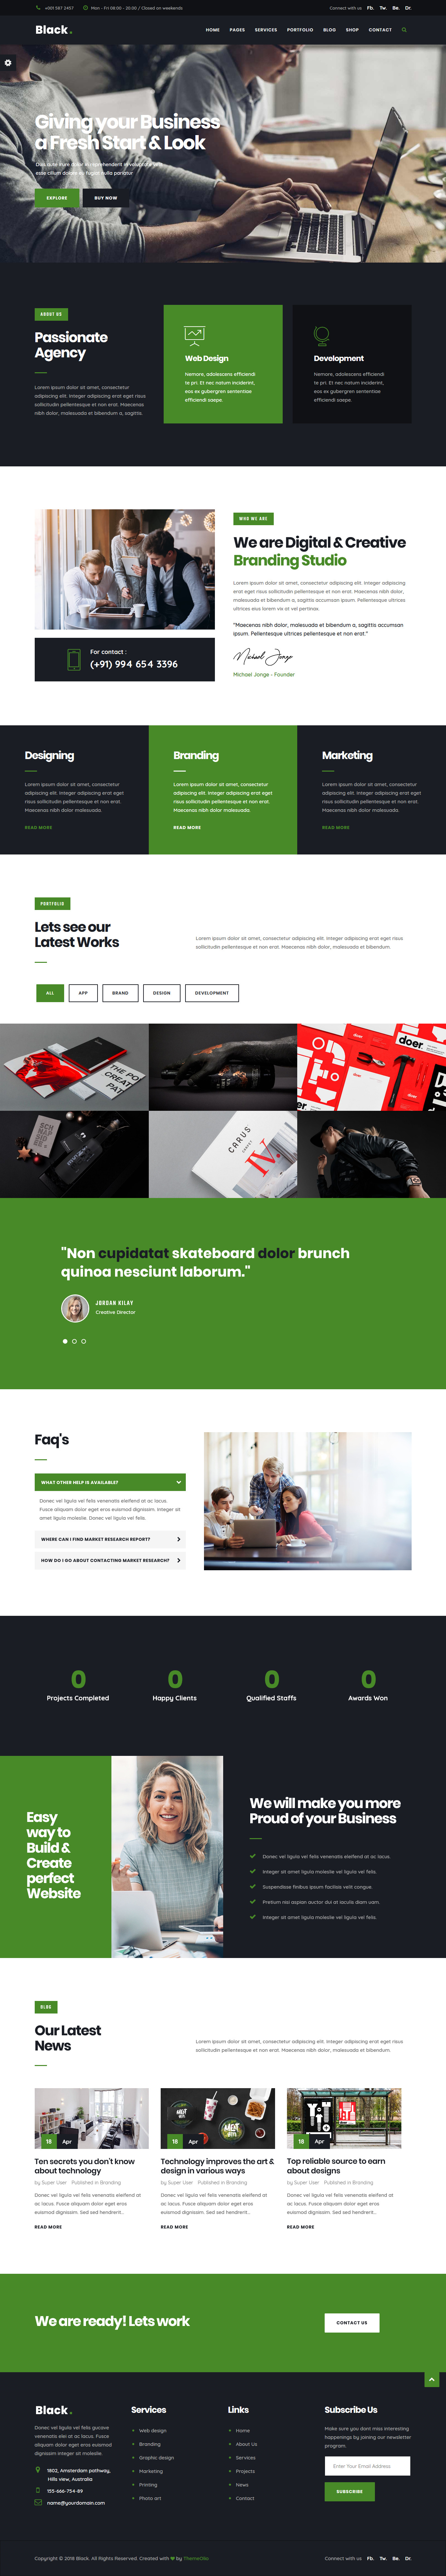 +091 587 2457 Mon - Fri 08:00 - 20:00 / Closed on weekends Connect with us Fb. Tw. Be. Dr.
Black. HOME PAGES SERVICES PORTFOLIO BLOG SHOP CONTACT
Giving your Business
a Fresh Start & Look
Duis aute irure dolor in reprehenderit in voluptate velit
esse cillum dolore eu fugiat nulla pariatur
EXPLORE BUY NOW
ABOUT US
Passionate
Agency
Lorem ipsum dolor sit amet, consectetur
adipiscing elit. Integer adipiscing erat eget risus
sollicitudin pellentesque et non erat. Maecenas
nibh dolor, malesuada et bibendum a, sagittis.
Web Design
Nemore, adolescens efficiendi
te pri. Et nec natum inciderint,
eos ex gubergren sententiae
efficiendi saepe.
Development
Nemore, adolescens efficiendi
te pri. Et nec natum inciderint,
eos ex gubergren sententiae
efficiendi saepe.
For contact :
(+91) 994 654 3396
WHO WE ARE
We are Digital & Creative
Branding Studio
Lorem ipsum dolor sit amet, consectetur adipiscing elit. Integer adipiscing
erat eget risus sollicitudin pellentesque et non erat. Maecenas nibh dolor,
malesuada et bibendum a, sagittis accumsan ipsum. Pellentesque ultrices
ultrices eius lorem vis at vel pertinax.
"Maecenas nibh dolor, malesuada et bibendum a, sagittis accumsan
ipsum. Pellentesque ultrices pellentesque et non erat."
Michael Jonge
Michael Jonge - Founder
Designing
Lorem ipsum dolor sit amet, consectetur
adipiscing elit. Integer adipiscing erat eget
risus sollicitudin pellentesque et non erat.
Maecenas nibh dolor malesuada.
READ MORE
Branding
Lorem ipsum dolor sit amet, consectetur
adipiscing elit. Integer adipiscing erat eget
risus sollicitudin pellentesque et non erat.
Maecenas nibh dolor malesuada.
READ MORE
Marketing
Lorem ipsum dolor sit amet, consectetur
adipiscing elit. Integer adipiscing erat eget
risus sollicitudin pellentesque et non erat.
Maecenas nibh dolor malesuada.
READ MORE
PORTFOLIO
Lets see our
Latest Works
Lorem ipsum dolor sit amet, consectetur adipiscing elit. Integer adipiscing erat eget risus
sollicitudin pellentesque et non erat. Maecenas nibh dolor, malesuada et bibendum.
ALL APP BRAND DESIGN DEVELOPMENT
doer.
doer.
CARUS
IV.
"Non cupidatat skateboard dolor brunch
quinoa nesciunt laborum."
JORDAN KILAY
Creative Director
Faq's
WHAT OTHER HELP IS AVAILABLE?
Donec vel ligula vel felis venenatis eleifend at ac lacus.
Fusce aliquam dolor eget eros euismod dignissim. Integer sit
amet ligula molestie. Donec vel ligula vel felis.
WHERE CAN I FIND MARKET RESEARCH REPORT?
HOW DO I GO ABOUT CONTACTING MARKET RESEARCH?
0 0 0 0
Projects Completed Happy Clients Qualified Staffs Awards Won
Easy
way to
Build &
Create
perfect
Website
We will make you more
Proud of your Business
Donec vel ligula vel felis venenatis eleifend at ac lacus.
Integer sit amet ligula molestie vel ligula vel felis.
Suspendisse finibus ipsum facilisis velit congue.
Pretium nisi aspian auctor dui at iaculis diam uam.
Integer sit amet ligula molestie vel ligula vel felis.
BLOG
Our Latest
News
Lorem ipsum dolor sit amet, consectetur adipiscing elit. Integer adipiscing erat eget risus
sollicitudin pellentesque et non erat. Maecenas nibh dolor, malesuada et bibendum.
18 Apr
Ten secrets you don't know
about technology
by Super User Published in Branding
Donec vel ligula vel felis venenatis eleifend at
ac lacus. Fusce aliquam dolor eget eros
euismod dignissim. Sed sed hendrerit...
READ MORE
18 Apr
Technology improves the art &
design in various ways
by Super User Published in Branding
Donec vel ligula vel felis venenatis eleifend at
ac lacus. Fusce aliquam dolor eget eros
euismod dignissim. Sed sed hendrerit...
READ MORE
18 Apr
Top reliable source to earn
about designs
by Super User Published in Branding
Donec vel ligula vel felis venenatis eleifend at
ac lacus. Fusce aliquam dolor eget eros
euismod dignissim. Sed sed hendrerit...
READ MORE
We are ready! Lets work
CONTACT US
Black.
Donec vel ligula vel felis gucave
venenatis elei at ac lacus. Fusce
aliquam dolor eget eros euismod
dignissim integer sit molestie.
1802, Amsterdam pathway,
Hills view, Australia
155-666-754-89
name@yourdomain.com
Services
Web design
Branding
Graphic design
Marketing
Printing
Photo art
Links
Home
About Us
Services
Projects
News
Contact
Subscribe Us
Make sure you dont miss interesting
happenings by joining our newsletter
program.
Enter Your Email Address
SUBSCRIBE
Copyright © 2018 Black. All Rights Reserved. Created with ❤ by ThemeGlio Connect with us Fb. Tw. Be. Dr.